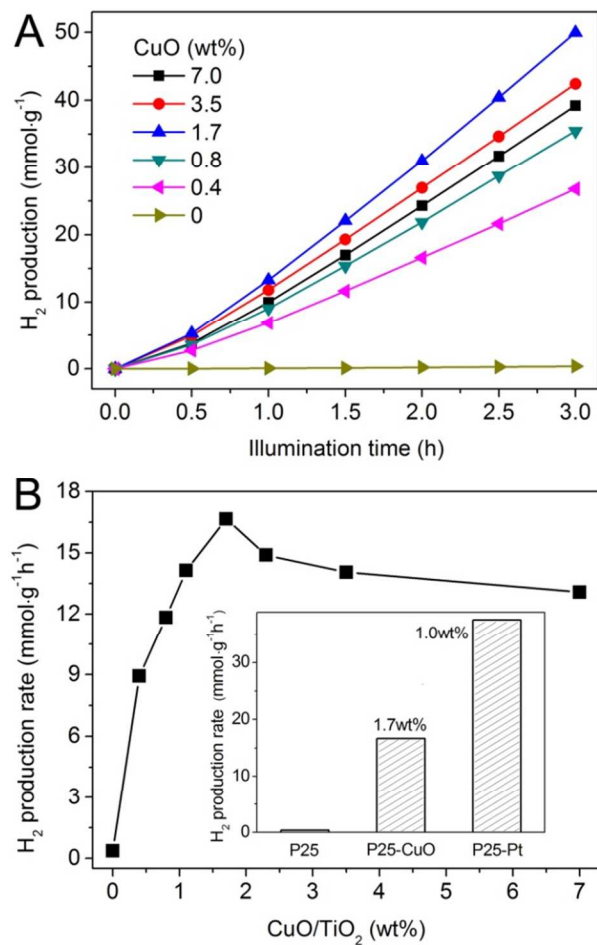 A
CuO (wt%)
7.0
3.5
1.7
0.8
0.4
0
H₂ production (mmol·g⁻¹)
50
40
30
20
10
0
0.0 0.5 1.0 1.5 2.0 2.5 3.0
Illumination time (h)
B
H₂ production rate (mmol·g⁻¹h⁻¹)
18
15
12
9
6
3
0
H₂ production rate (mmol·g⁻¹h⁻¹)
30
20
10
0
1.0wt%
1.7wt%
P25 P25-CuO P25-Pt
0 1 2 3 4 5 6 7
CuO/TiO₂ (wt%)